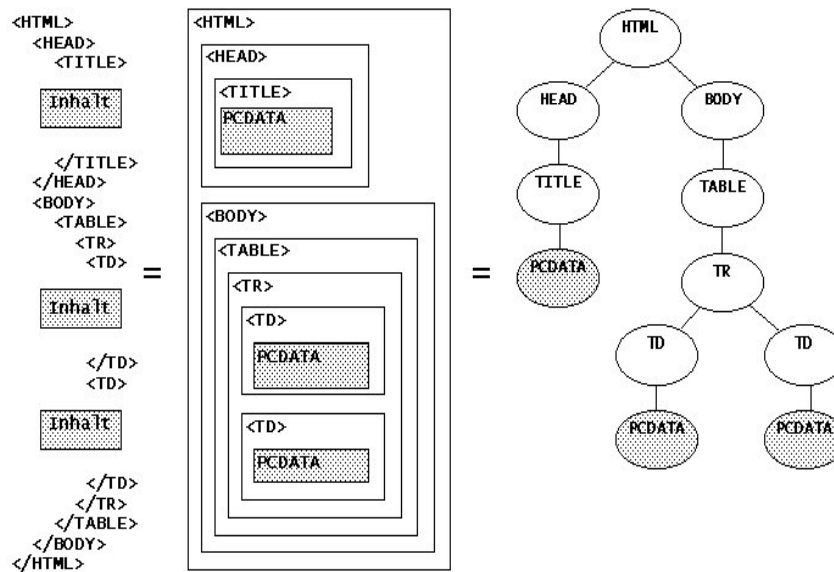 <HTML>
<HEAD>
<TITLE>
Inhalt
</TITLE>
</HEAD>
<BODY>
<TABLE>
<TR>
<TD>
Inhalt
</TD>
<TD>
Inhalt
</TD>
</TR>
</TABLE>
</BODY>
</HTML>
=
<HTML>
<HEAD>
<TITLE>
PCDATA
<BODY>
<TABLE>
<TR>
<TD>
PCDATA
<TD>
PCDATA
=
HTML
HEAD BODY
TITLE TABLE
PCDATA TR
TD TD
PCDATA PCDATA